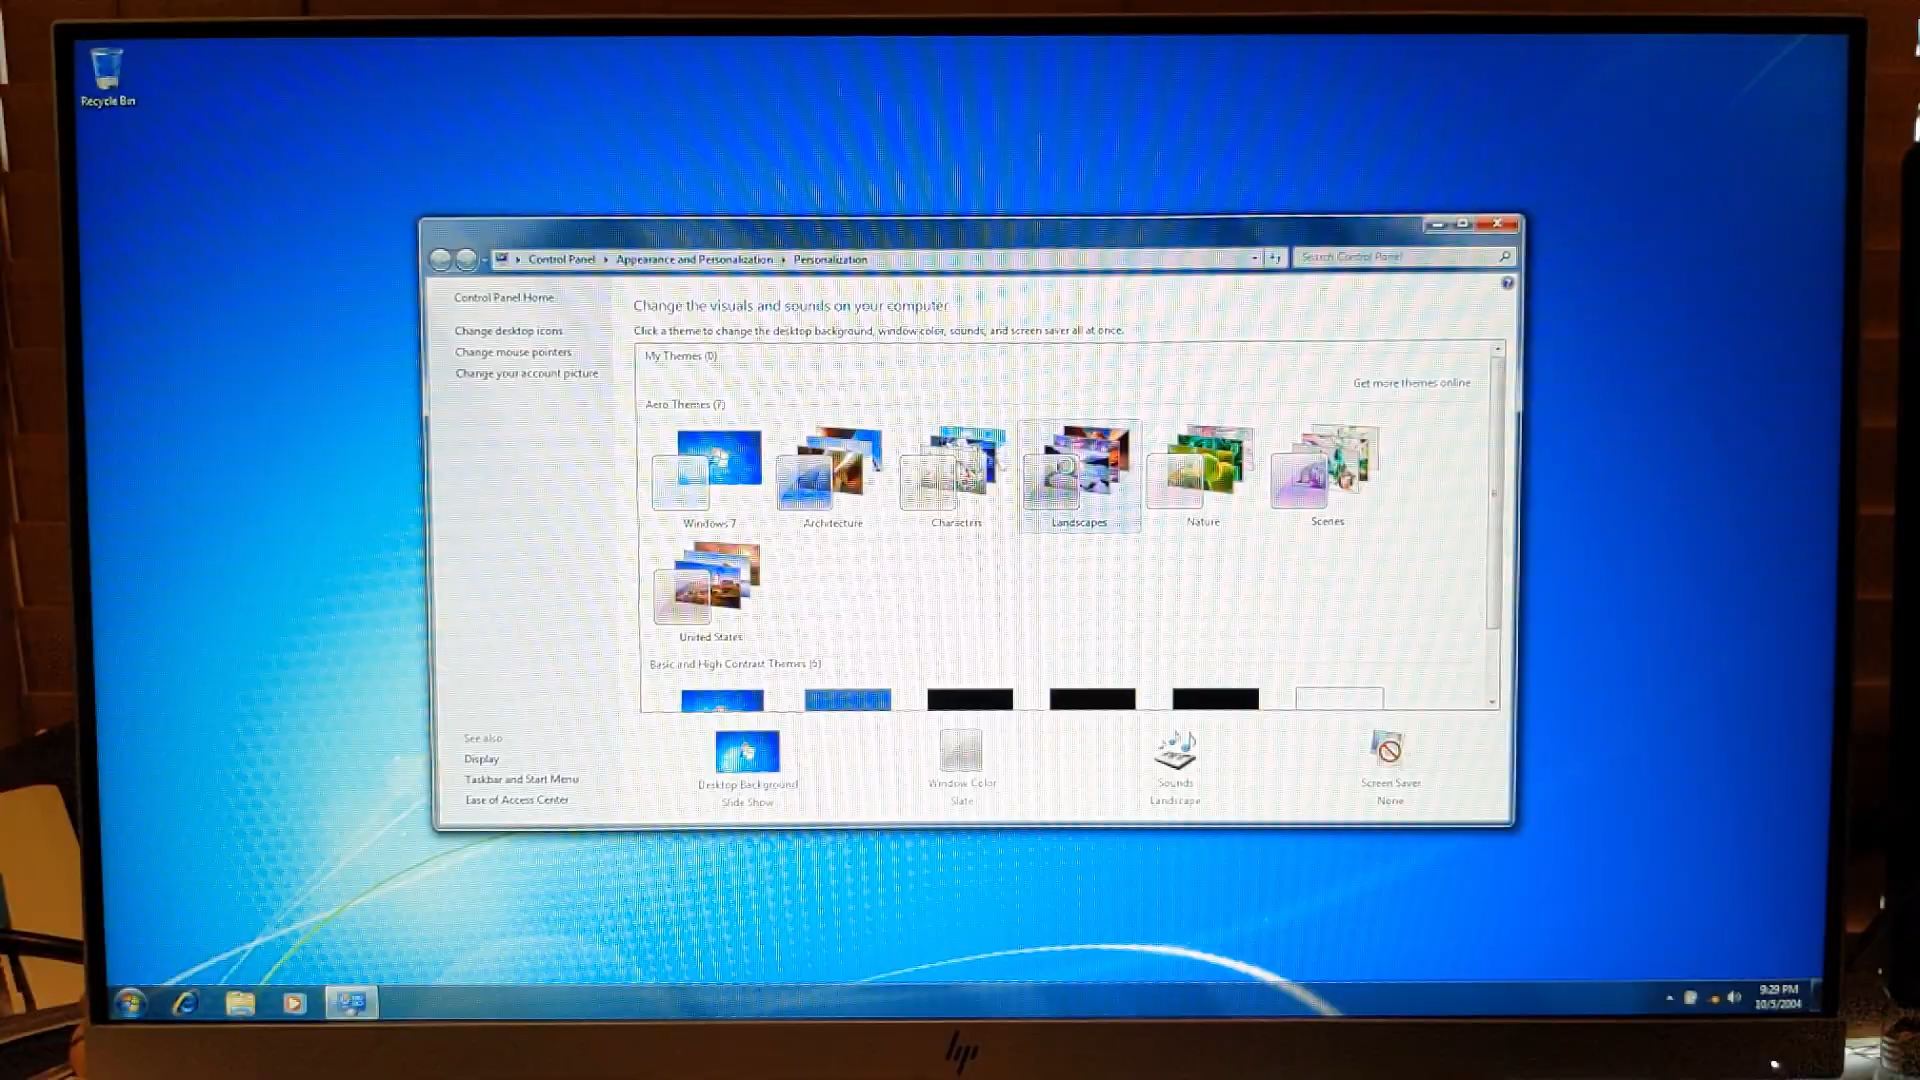 Recycle Bin
Control Panel
Appearance and Personalization
Personalization
Search Control Panel
Control Panel Home
Change desktop icons
Change mouse pointers
Change your account picture
Change the visuals and sounds on your computer
Click a theme to change the desktop background, window color, sounds, and screen saver all at once.
My Themes (0)
Get more themes online
Aero Themes (7)
Windows 7
Architecture
Characters
Landscapes
Nature
Scenes
United States
Basic and High Contrast Themes (6)
See also
Display
Taskbar and Start Menu
Ease of Access Center
Desktop Background
Slide Show
Window Color
Slate
Sounds
Landscape
Screen Saver
None
9:29 PM
10/5/2004
hp